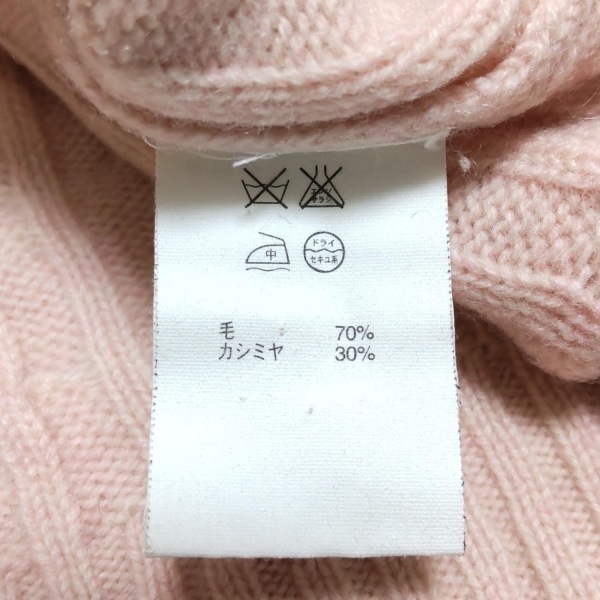 エンソ
サラシ
中
ドライ
セキユ系
毛 70%
カシミヤ 30%